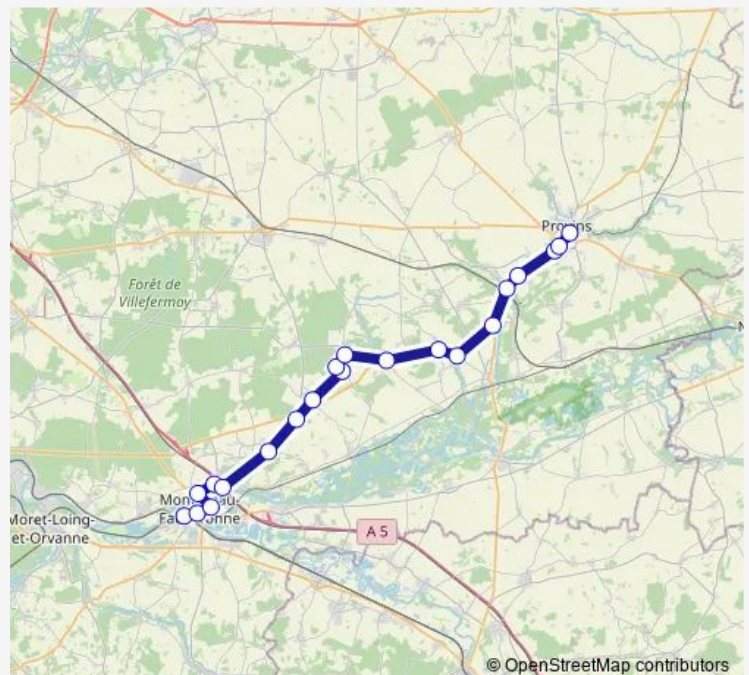 Provins
Forêt de
Villefermoy
Moret-Loing-
et-Orvanne
A 5
© OpenStreetMap contributors